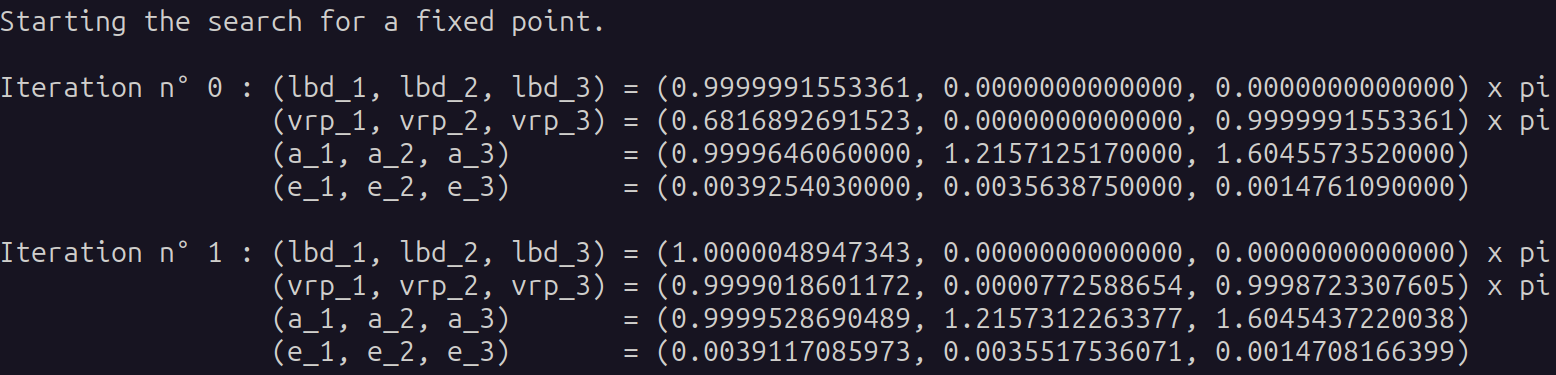 Starting the search for a fixed point.
Iteration n° 0 : (lbd_1, lbd_2, lbd_3) = (0.9999991553361, 0.0000000000000, 0.0000000000000) x pi
(vrp_1, vrp_2, vrp_3) = (0.6816892691523, 0.0000000000000, 0.9999991553361) x pi
(a_1, a_2, a_3) = (0.9999646060000, 1.2157125170000, 1.6045573520000)
(e_1, e_2, e_3) = (0.0039254030000, 0.0035638750000, 0.0014761090000)
Iteration n° 1 : (lbd_1, lbd_2, lbd_3) = (1.0000048947343, 0.0000000000000, 0.0000000000000) x pi
(vrp_1, vrp_2, vrp_3) = (0.9999018601172, 0.0000772588654, 0.9998723307605) x pi
(a_1, a_2, a_3) = (0.9999528690489, 1.2157312263377, 1.6045437220038)
(e_1, e_2, e_3) = (0.0039117085973, 0.0035517536071, 0.0014708166399)